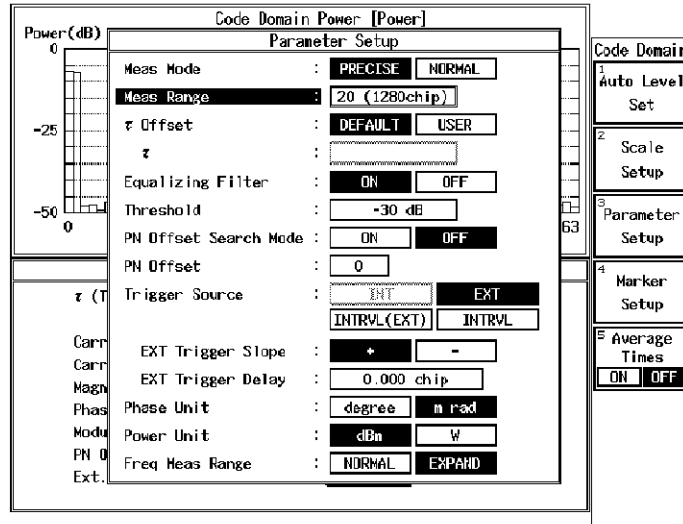 Code Domain Power [Power]
Power(dB)
0
-25
-50
0
63
Parameter Setup
Meas Mode : PRECISE NORMAL
Meas Range : 20 (1280chip)
τ Offset : DEFAULT USER
τ :
Equalizing Filter : ON OFF
Threshold : -30 dB
PN Offset Search Mode : ON OFF
PN Offset : 0
Trigger Source : INT EXT
INTRVL(EXT) INTRVL
EXT Trigger Slope : + -
EXT Trigger Delay : 0.000 chip
Phase Unit : degree m rad
Power Unit : dBm W
Freq Meas Range : NORMAL EXPAND
τ (T
Carr
Carr
Magn
Phas
Modu
PN O
Ext.
Code Domain
1
Auto Level
Set
2
Scale
Setup
3
Parameter
Setup
4
Marker
Setup
5
Average
Times
ON OFF